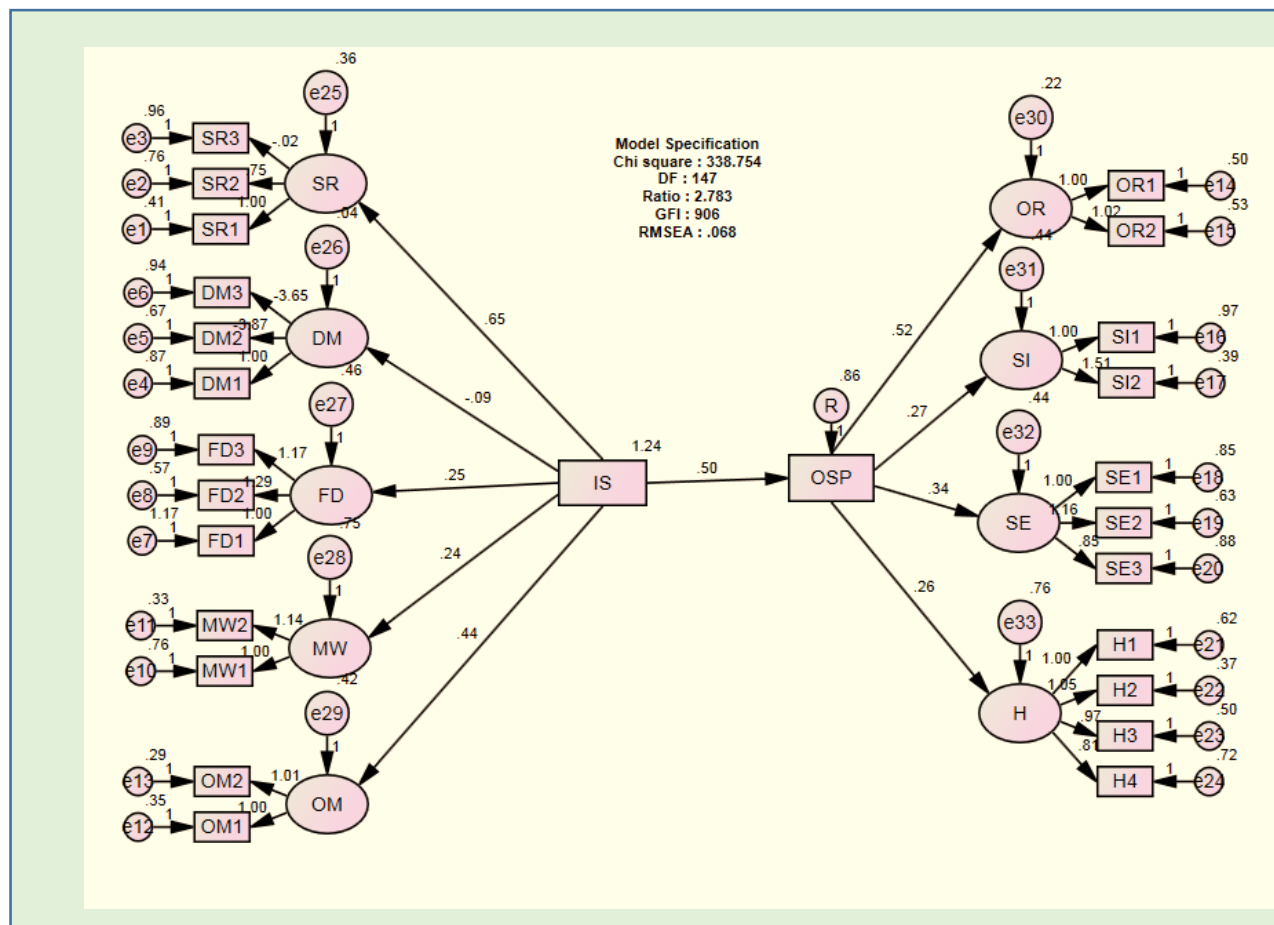 .36
e25
1
.96
e3
1
SR3
-.02
.76
e2
1
SR2
.75
SR
.41
e1
1
SR1
1.00
.04
e26
1
.94
e6
1
DM3
-3.65
.67
e5
1
DM2
-3.87
DM
.87
e4
1
DM1
1.00
.46
e27
1
.89
e9
1
FD3
1.17
.57
e8
1
FD2
1.29
FD
1.17
e7
1
FD1
1.00
.75
e28
1
.33
e11
1
MW2
1.14
MW
.76
e10
1
MW1
1.00
.42
e29
1
.29
e13
1
OM2
1.01
OM
.35
e12
1
OM1
1.00
Model Specification
Chi square : 338.754
DF : 147
Ratio : 2.783
GFI : 906
RMSEA : .068
.65
-.09
.25
.24
.44
1.24
IS
.50
.86
R
1
OSP
.52
.27
.34
.26
.22
e30
1
OR
1.00
OR1
1
e14
.50
1.02
OR2
1
e15
.53
.44
e31
1
SI
1.00
SI1
1
e16
.97
1.51
SI2
1
e17
.39
.44
e32
1
SE
1.00
SE1
1
e18
.85
1.16
SE2
1
e19
.63
.85
SE3
1
e20
.88
.76
e33
1
H
1.00
H1
1
e21
.62
1.05
H2
1
e22
.37
.97
H3
1
e23
.50
.81
H4
1
e24
.72